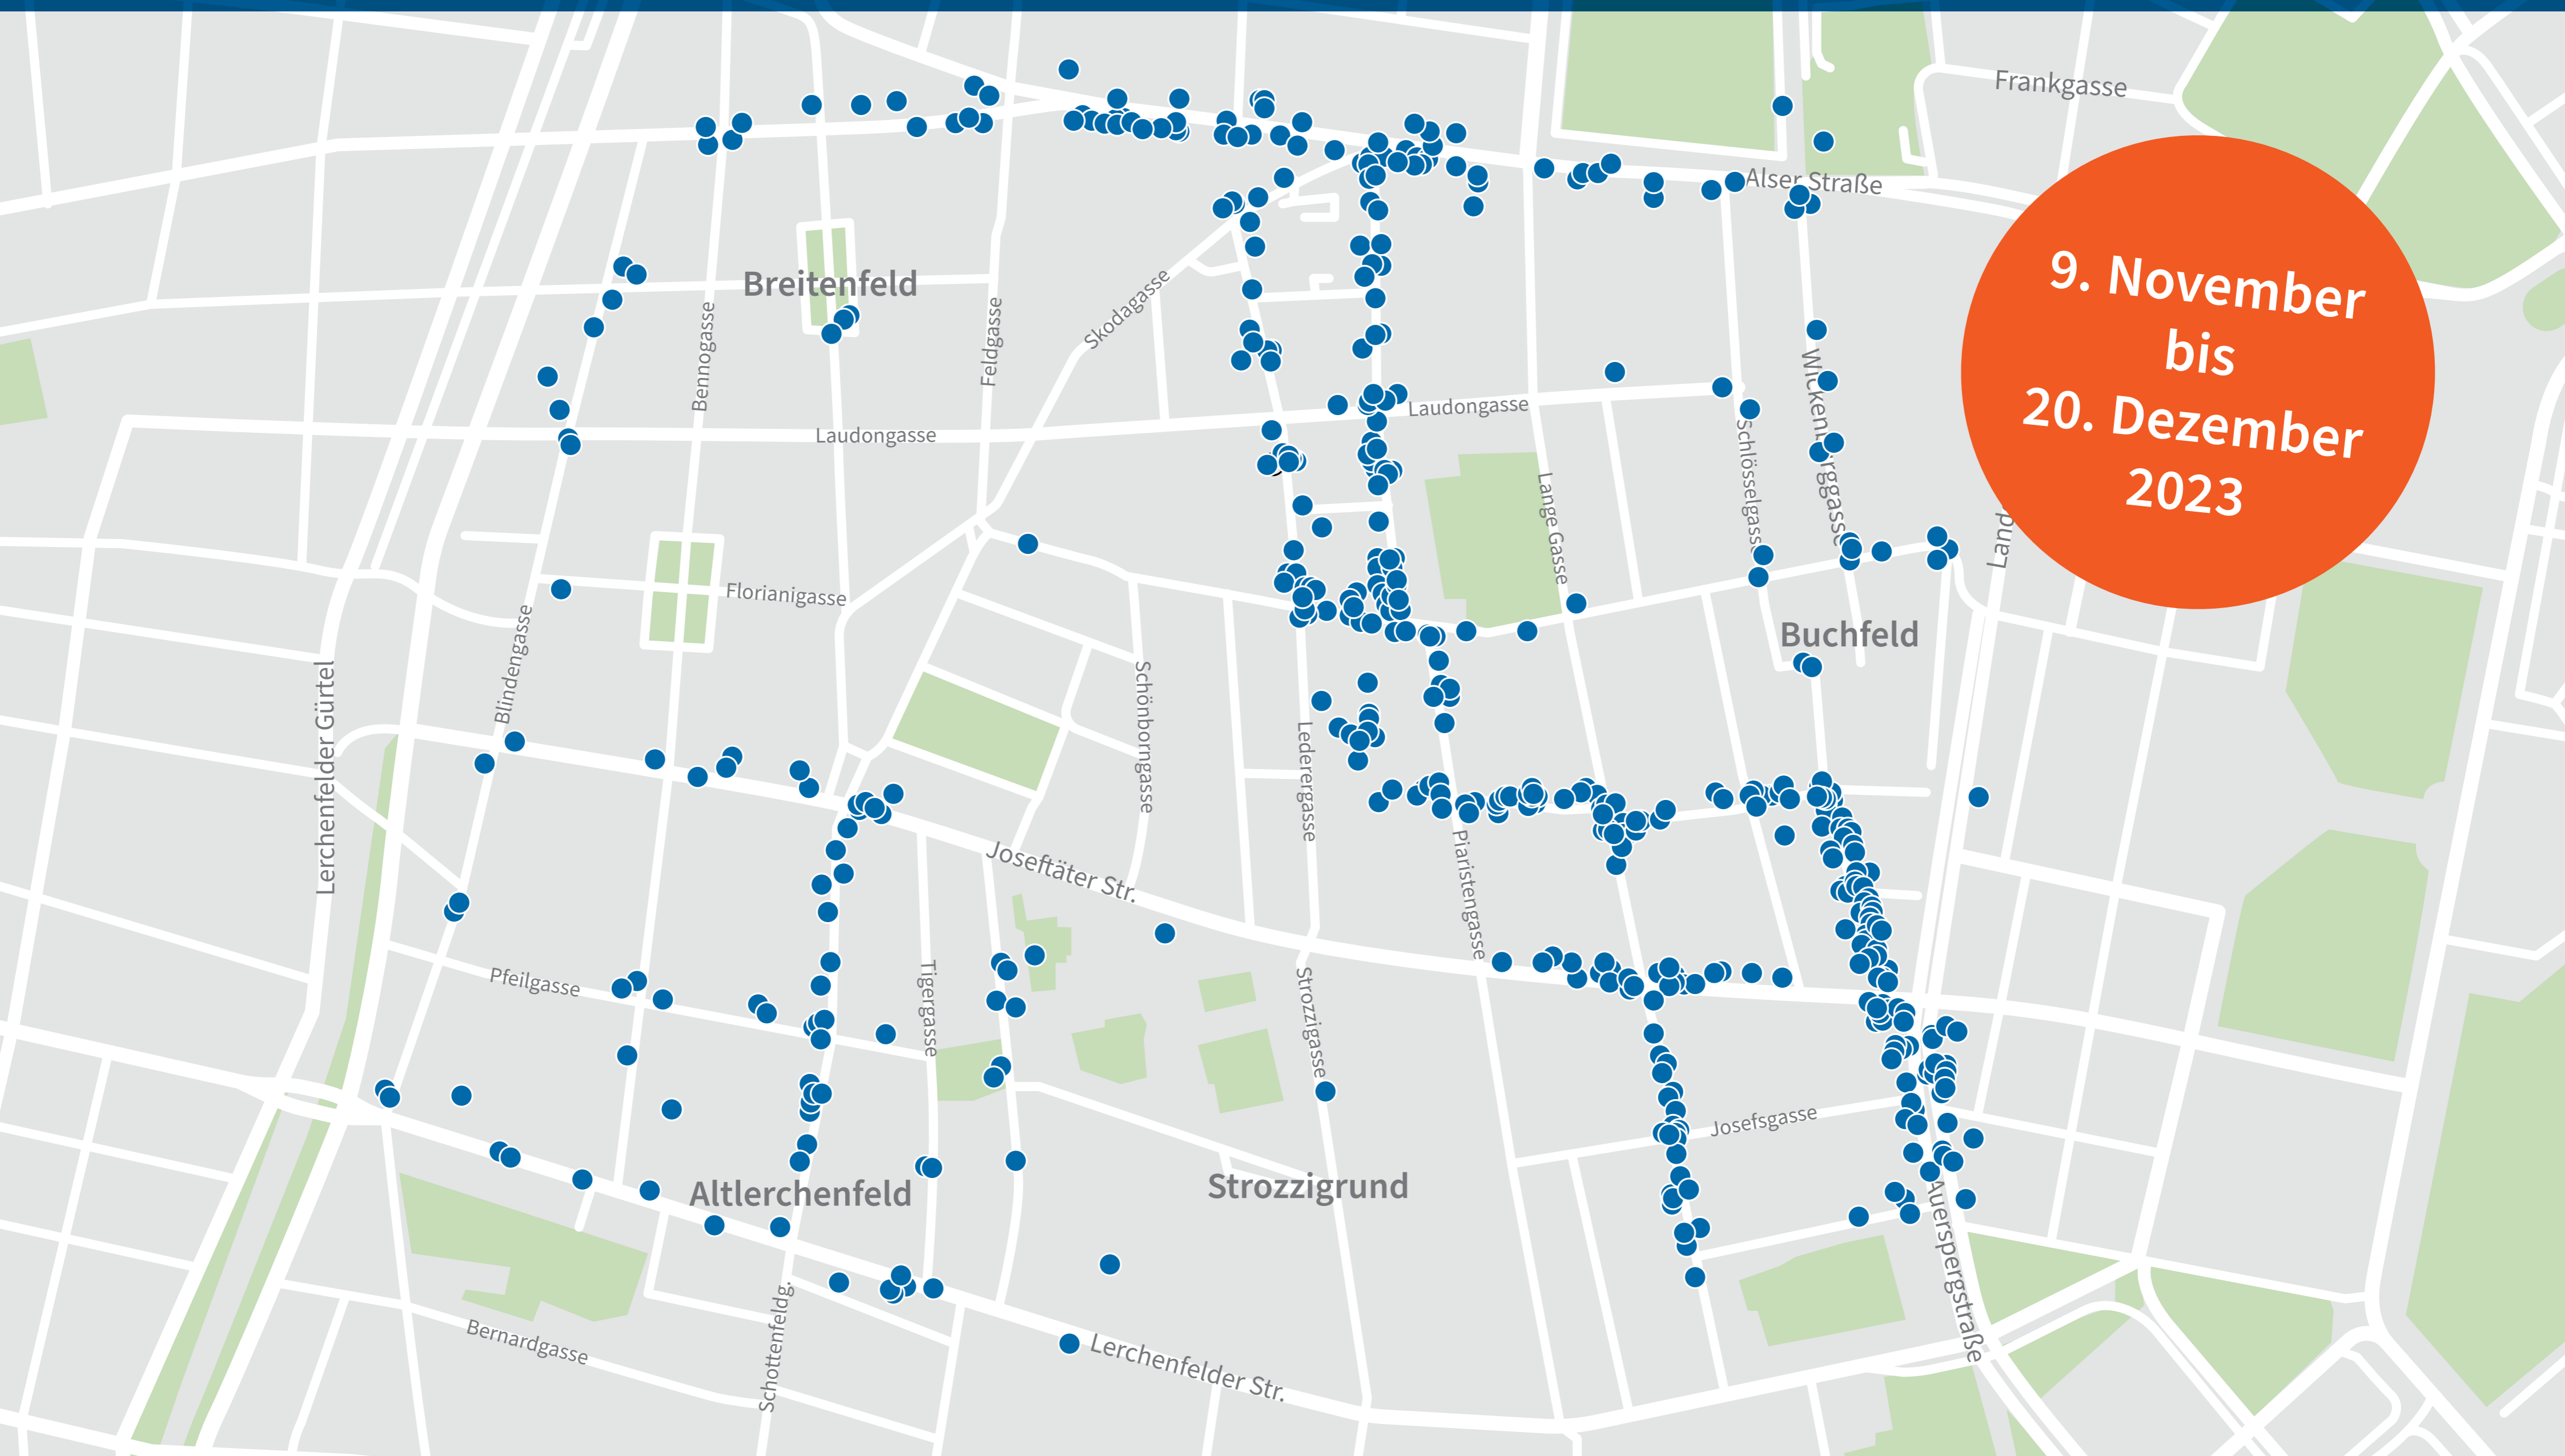 Frankgasse
Alser Straße
9. November
bis
20. Dezember
2023
Breitenfeld
Bennogasse
Feldgasse
Skodagasse
Laudongasse
Laudongasse
Schlösselgasse
Lange Gasse
Land
Florianigasse
Blindengasse
Buchfeld
Lerchenfelder Gürtel
Schönborngasse
Lederergasse
Piaristengasse
Joseftäter Str.
Pfeilgasse
Tigergasse
Strozzigasse
Josefsgasse
Altlerchenfeld
Strozzigrund
Auerspergstraße
Schottenfeldg.
Bernardgasse
Lerchenfelder Str.